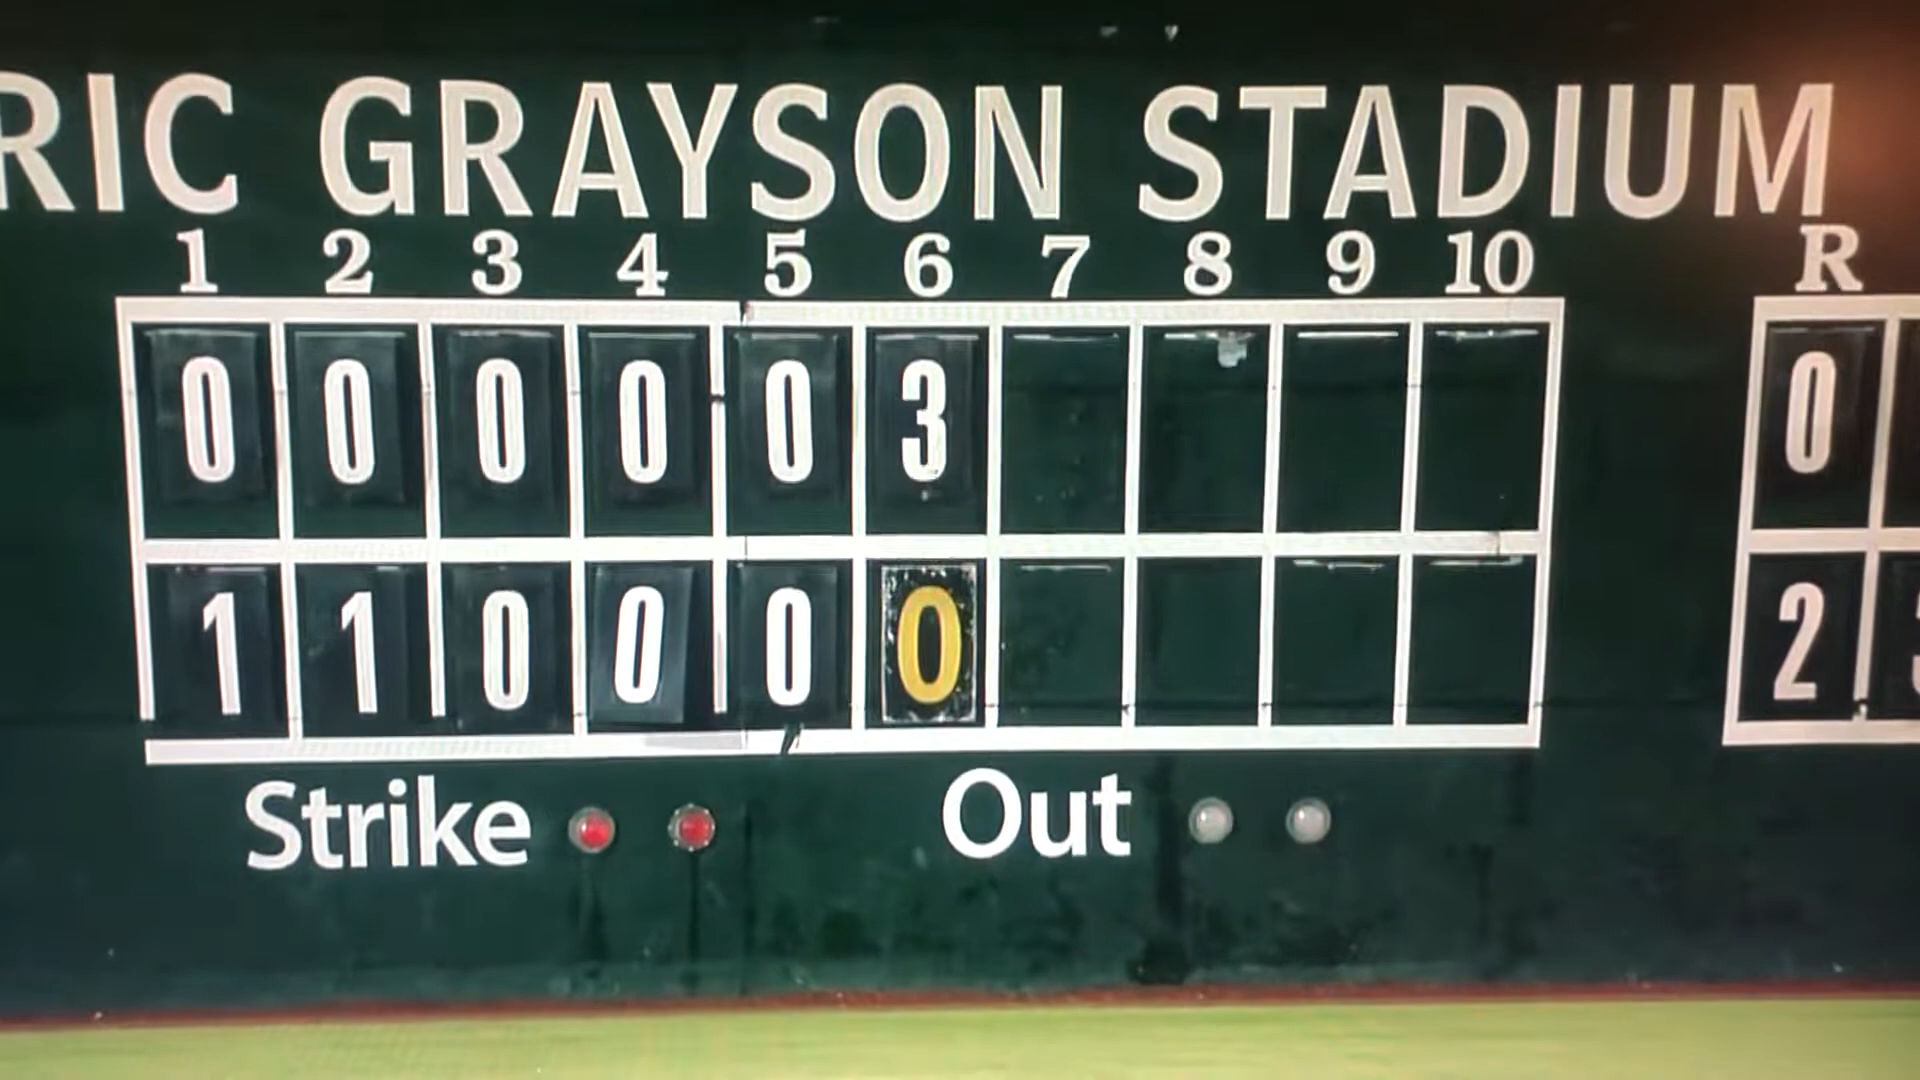 RIC GRAYSON STADIUM
1 2 3 4 5 6 7 8 9 10 R
0 0 0 0 0 3 0
1 1 0 0 0 0 2
Strike Out